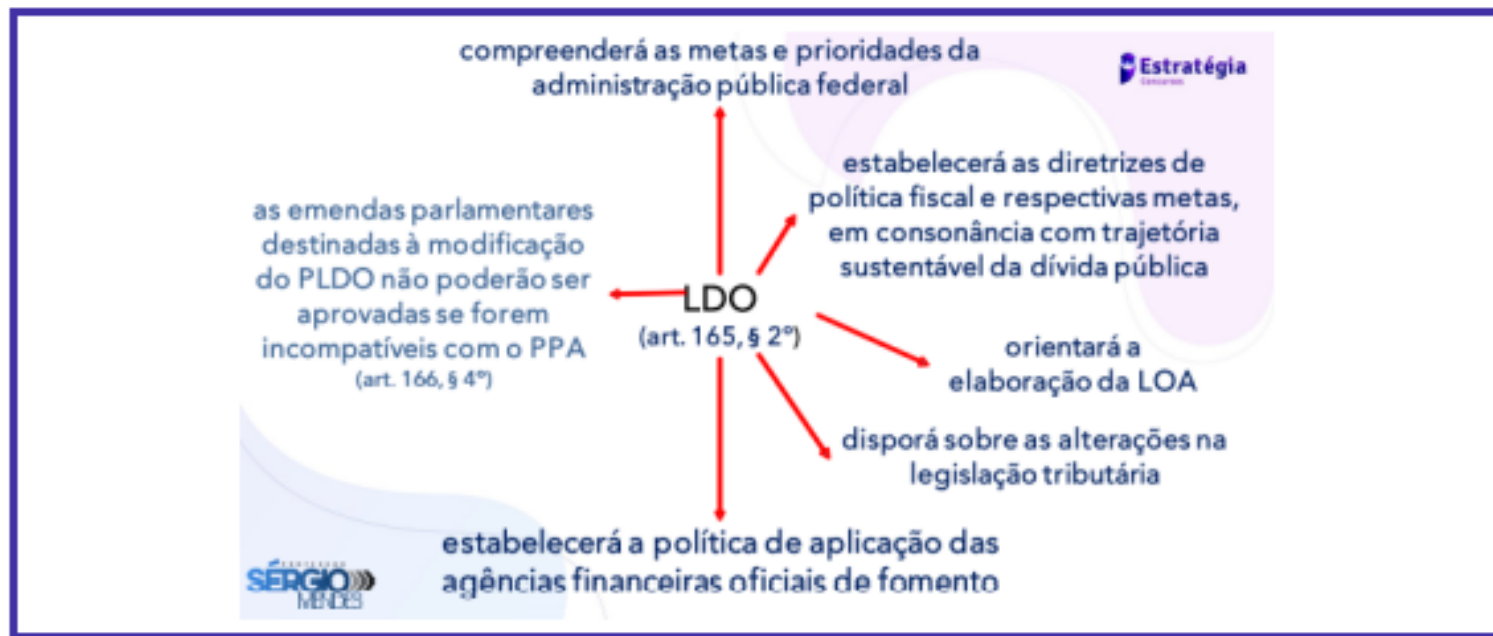 compreenderá as metas e prioridades da
administração pública federal
Estratégia
Concursos
estabelecerá as diretrizes de
política fiscal e respectivas metas,
em consonância com trajetória
sustentável da dívida pública
as emendas parlamentares
destinadas à modificação
do PLDO não poderão ser
aprovadas se forem
incompatíveis com o PPA
(art. 166, § 4º)
LDO
(art. 165, § 2º)
orientará a
elaboração da LOA
disporá sobre as alterações na
legislação tributária
estabelecerá a política de aplicação das
agências financeiras oficiais de fomento
SÉRGIO
MENDES